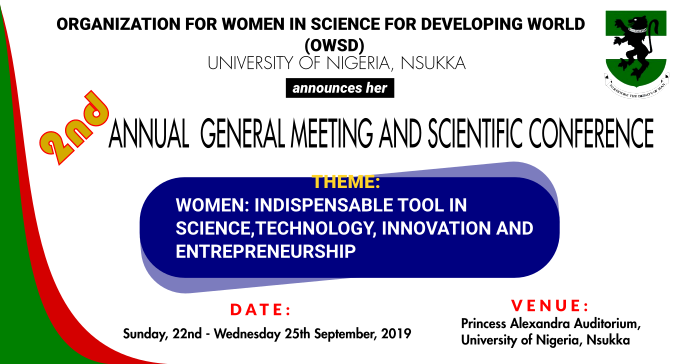 ORGANIZATION FOR WOMEN IN SCIENCE FOR DEVELOPING WORLD
(OWSD)
UNIVERSITY OF NIGERIA, NSUKKA
announces her
2nd
ANNUAL GENERAL MEETING AND SCIENTIFIC CONFERENCE
THEME:
WOMEN: INDISPENSABLE TOOL IN
SCIENCE,TECHNOLOGY, INNOVATION AND
ENTREPRENEURSHIP
DATE:
Sunday, 22nd - Wednesday 25th September, 2019
VENUE:
Princess Alexandra Auditorium,
University of Nigeria, Nsukka